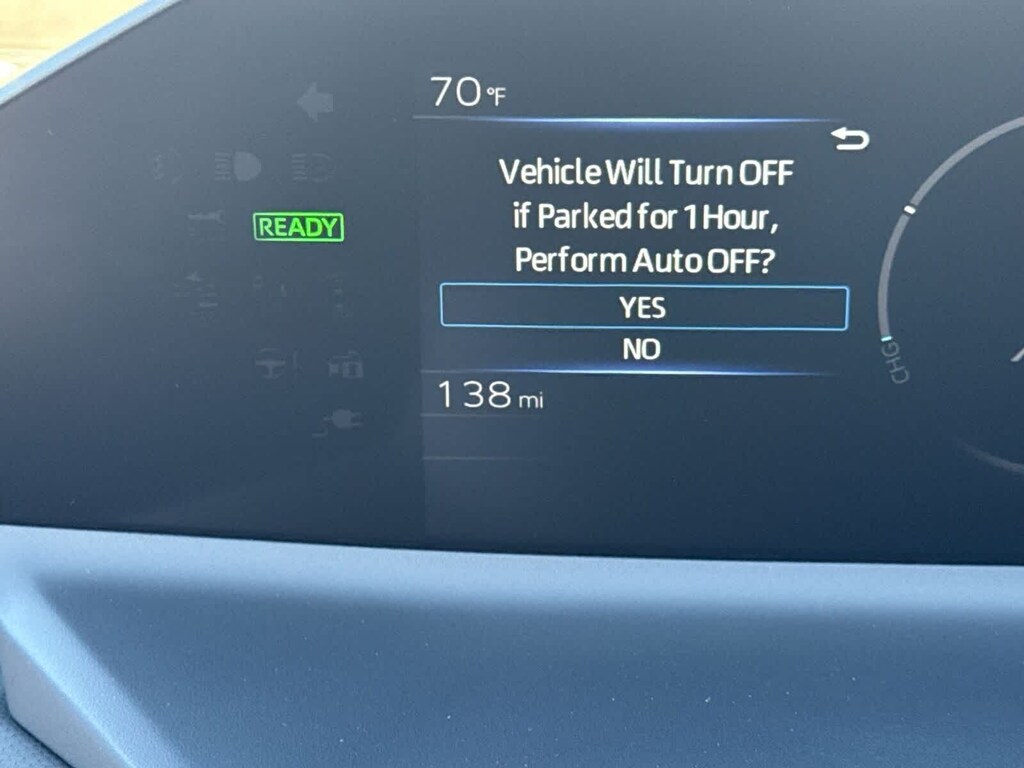 70°F
Vehicle Will Turn OFF
if Parked for 1 Hour,
READY
Perform Auto OFF?
YES
NO
CHG
138 mi